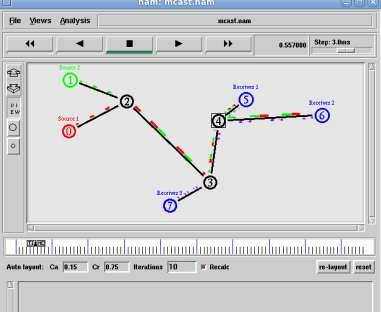 nam: mcast.nam
File Views Analysis mcast.nam
0.557000 Step: 3.0ms
Source 2
1
2
Source 1
0
Receiver 1
5
4
Receiver 2
6
3
Receiver 3
7
Auto layout: Ca 0.15 Cr 0.75 Iterations 10 Recalc re-layout reset